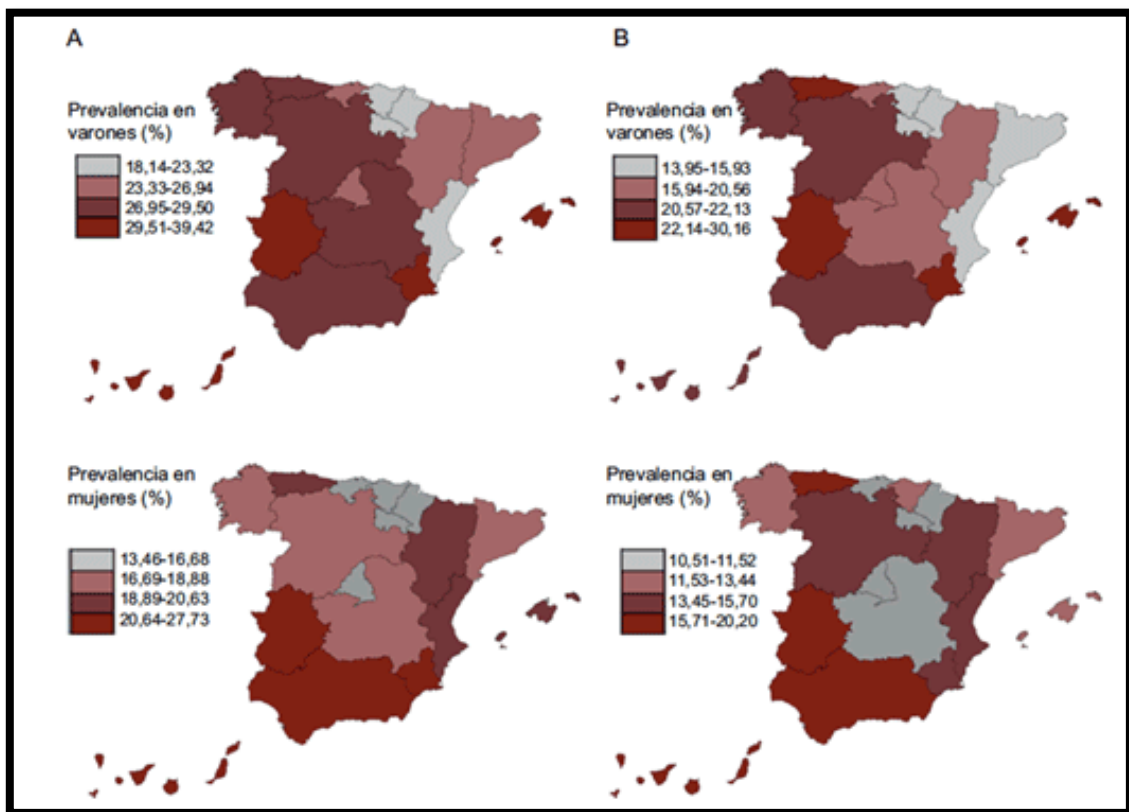 A
Prevalencia en
varones (%)
18,14-23,32
23,33-26,94
26,95-29,50
29,51-39,42
B
Prevalencia en
varones (%)
13,95-15,93
15,94-20,56
20,57-22,13
22,14-30,16
Prevalencia en
mujeres (%)
13,46-16,68
16,69-18,88
18,89-20,63
20,64-27,73
Prevalencia en
mujeres (%)
10,51-11,52
11,53-13,44
13,45-15,70
15,71-20,20